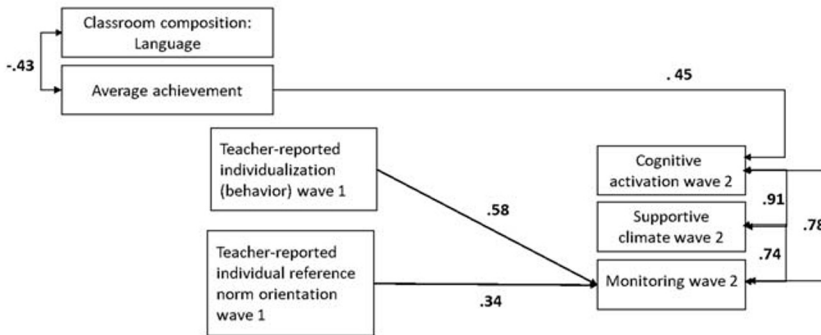 Classroom composition:
Language
-.43
Average achievement
. 45
Teacher-reported
individualization
(behavior) wave 1
Cognitive
activation wave 2
.91
.58
Supportive
climate wave 2
.78
.74
Teacher-reported
individual reference
norm orientation
wave 1
Monitoring wave 2
.34